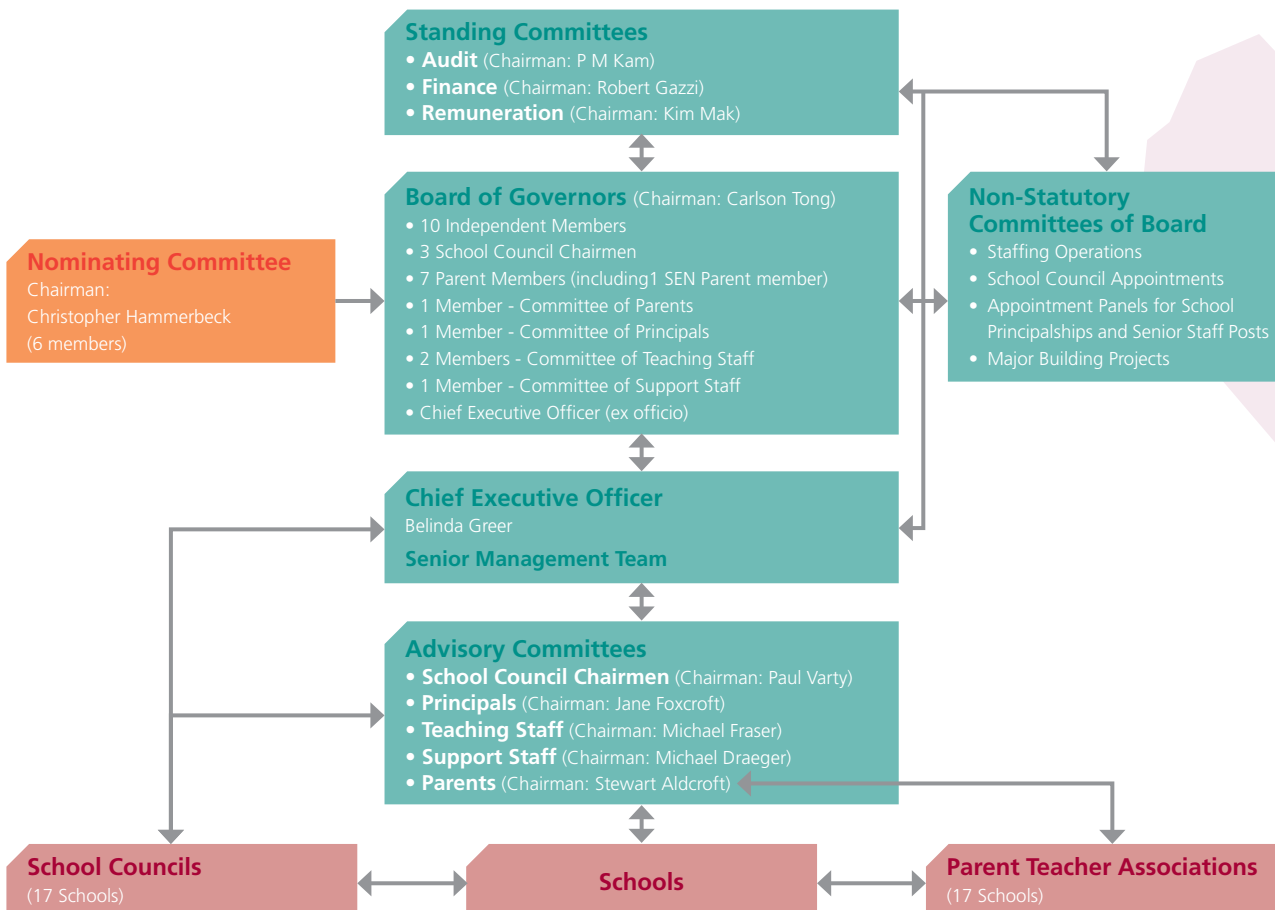 Standing Committees
• Audit (Chairman: P M Kam)
• Finance (Chairman: Robert Gazzi)
• Remuneration (Chairman: Kim Mak)
Board of Governors (Chairman: Carlson Tong)
• 10 Independent Members
• 3 School Council Chairmen
• 7 Parent Members (including1 SEN Parent member)
• 1 Member - Committee of Parents
• 1 Member - Committee of Principals
• 2 Members - Committee of Teaching Staff
• 1 Member - Committee of Support Staff
• Chief Executive Officer (ex officio)
Nominating Committee
Chairman:
Christopher Hammerbeck
(6 members)
Non-Statutory
Committees of Board
• Staffing Operations
• School Council Appointments
• Appointment Panels for School
Principalships and Senior Staff Posts
• Major Building Projects
Chief Executive Officer
Belinda Greer
Senior Management Team
Advisory Committees
• School Council Chairmen (Chairman: Paul Varty)
• Principals (Chairman: Jane Foxcroft)
• Teaching Staff (Chairman: Michael Fraser)
• Support Staff (Chairman: Michael Draeger)
• Parents (Chairman: Stewart Aldcroft)
School Councils
(17 Schools)
Schools
Parent Teacher Associations
(17 Schools)